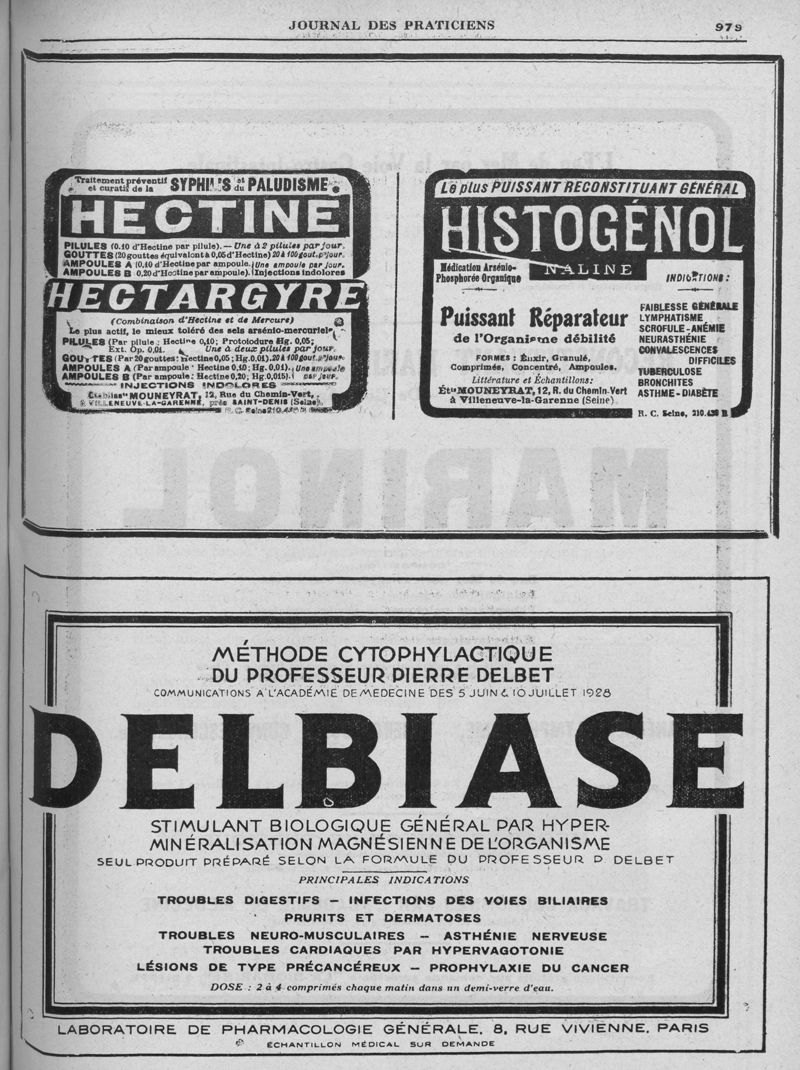 JOURNAL DES PRATICIENS
979
Traitement préventif
et curatif de la SYPHILIS et du PALUDISME
HECTINE
PILULES (0.10 d'Hectine par pilule). — Une à 2 pilules par jour.
GOUTTES (20 gouttes équivalent à 0,05 d'Hectine) 20 à 100 gout. p' jour.
AMPOULES A (0,10 d'Hectine par ampoule. (Une ampoule par jour.
AMPOULES B 0,20 d'Hectine par ampoule). (Injections indolores
HECTARGYRE
(Combinaison d'Hectine et de Mercure)
Le plus actif, le mieux toléré des sels arsénio-mercuriels
PILULES (Par pilule : Hectine 0,10; Protoiodure Hg. 0,05;
Ext. Op. 0,01. Une à deux pilules par jour.
GOUTTES (Par 20 gouttes: Hectine 0,05; Hg. 0.01). 20 à 100 gout. p' jour.
AMPOULES A (Par ampoule : Hectine 0,10; Hg. 0,01). (Une ampoule
AMPOULES B (Par ampoule : Hectine 0,20; Hg. 0,015). ( par jour.
INJECTIONS INDOLORES
MOUNEYRAT, 12, Rue du Chemin-Vert,
à VILLENEUVE-LA-GARENNE, près SAINT-DENIS (Seine).
Seine 210.439 B
Le plus PUISSANT RECONSTITUANT GÉNÉRAL
HISTOGÉNOL
NALINE
Médication Arsénio-
Phosphorée Organique
Puissant Réparateur
de l'Organisme débilité
FORMES : Élixir, Granulé,
Comprimés, Concentré, Ampoules.
Littérature et Échantillons:
Éts MOUNEYRAT, 12, R. du Chemin-Vert
à Villeneuve-la-Garenne (Seine)
INDICATIONS :
FAIBLESSE GÉNÉRALE
LYMPHATISME
SCROFULE - ANÉMIE
NEURASTHÉNIE
CONVALESCENCES
DIFFICILES
TUBERCULOSE
BRONCHITES
ASTHME - DIABÈTE
R. C. Seine, 210.439 B
MÉTHODE CYTOPHYLACTIQUE
DU PROFESSEUR PIERRE DELBET
COMMUNICATIONS A L'ACADÉMIE DE MEDECINE DES 5 JUIN & 10 JUILLET 1928
DELBIASE
STIMULANT BIOLOGIQUE GÉNÉRAL PAR HYPER-
MINÉRALISATION MAGNÉSIENNE DE L'ORGANISME
SEUL PRODUIT PRÉPARÉ SELON LA FORMULE DU PROFESSEUR P. DELBET
PRINCIPALES INDICATIONS
TROUBLES DIGESTIFS — INFECTIONS DES VOIES BILIAIRES
PRURITS ET DERMATOSES
TROUBLES NEURO-MUSCULAIRES — ASTHÉNIE NERVEUSE
TROUBLES CARDIAQUES PAR HYPERVAGOTONIE
LÉSIONS DE TYPE PRÉCANCÉREUX — PROPHYLAXIE DU CANCER
DOSE : 2 à 4 comprimés chaque matin dans un demi-verre d'eau.
LABORATOIRE DE PHARMACOLOGIE GÉNÉRALE, 8, RUE VIVIENNE, PARIS
ÉCHANTILLON MÉDICAL SUR DEMANDE